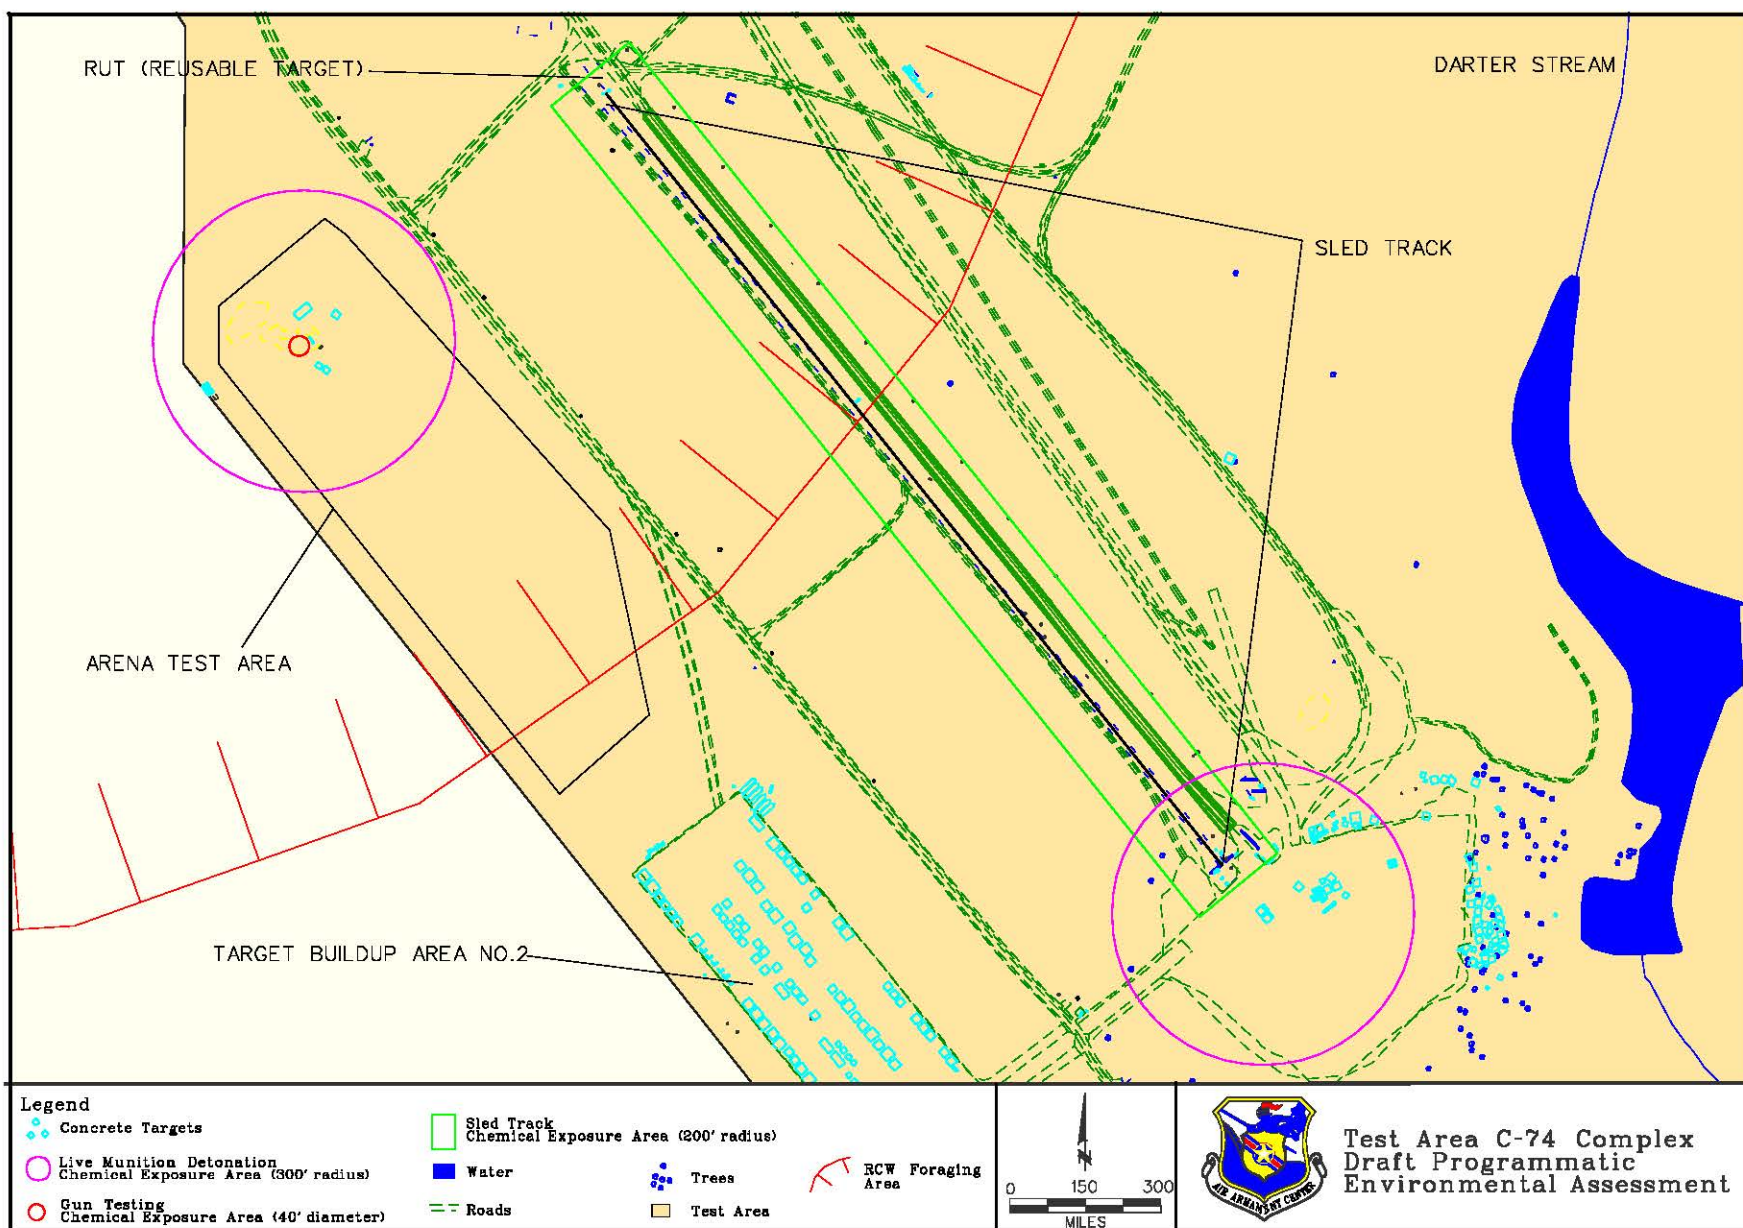 RUT (REUSABLE TARGET)
DARTER STREAM
SLED TRACK
ARENA TEST AREA
TARGET BUILDUP AREA NO.2
Legend
Concrete Targets
Live Munition Detonation
Chemical Exposure Area (300' radius)
Gun Testing
Chemical Exposure Area (40' diameter)
Sled Track
Chemical Exposure Area (200' radius)
Water
Roads
Trees
Test Area
RCW Foraging
Area
N
0 150 300
MILES
AIR ARMAMENT CENTER
Test Area C-74 Complex
Draft Programmatic
Environmental Assessment